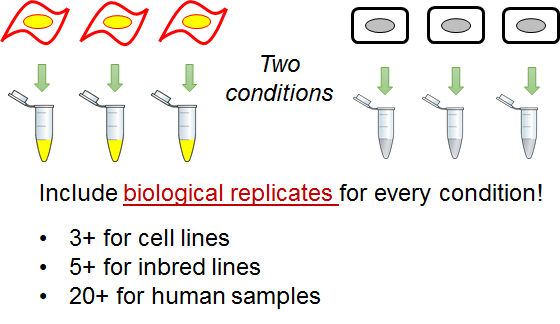 Two
conditions
Include biological replicates for every condition!
• 3+ for cell lines
• 5+ for inbred lines
• 20+ for human samples